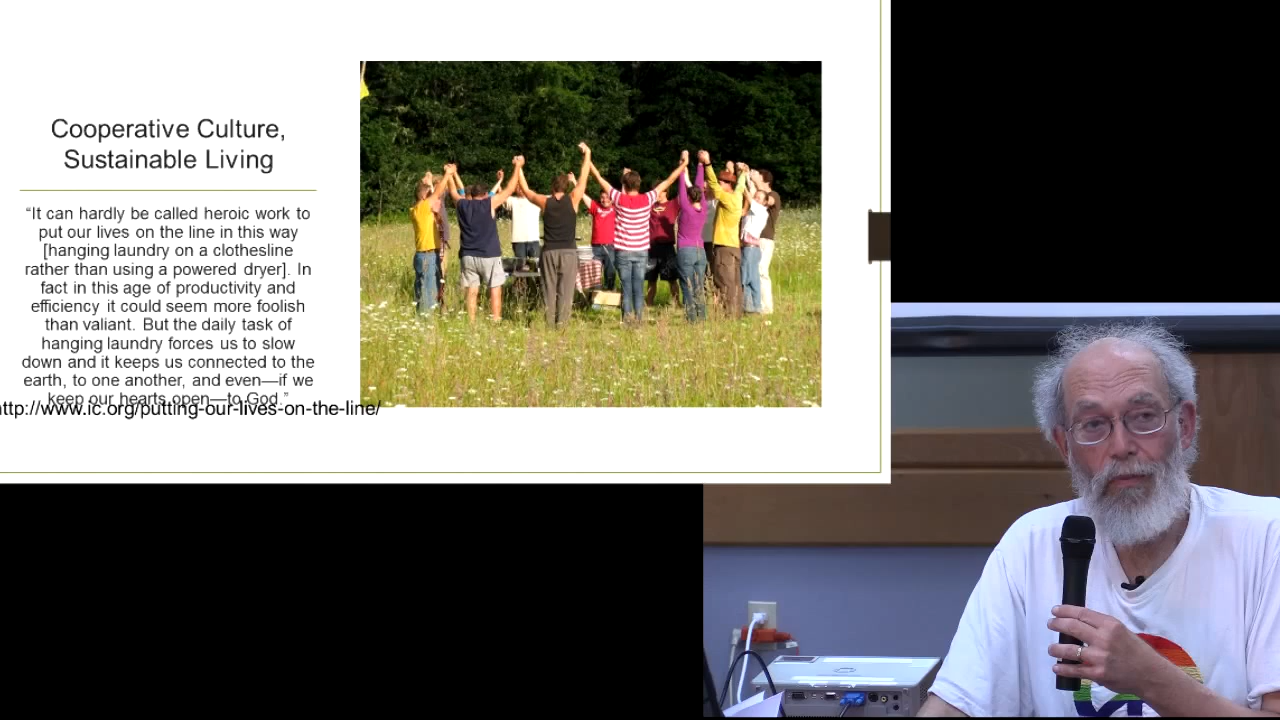 Cooperative Culture,
Sustainable Living
“It can hardly be called heroic work to
put our lives on the line in this way
[hanging laundry on a clothesline
rather than using a powered dryer]. In
fact in this age of productivity and
efficiency it could seem more foolish
than valiant. But the daily task of
hanging laundry forces us to slow
down and it keeps us connected to the
earth, to one another, and even—if we
keep our hearts open—to God.”
http://www.ic.org/putting-our-lives-on-the-line/